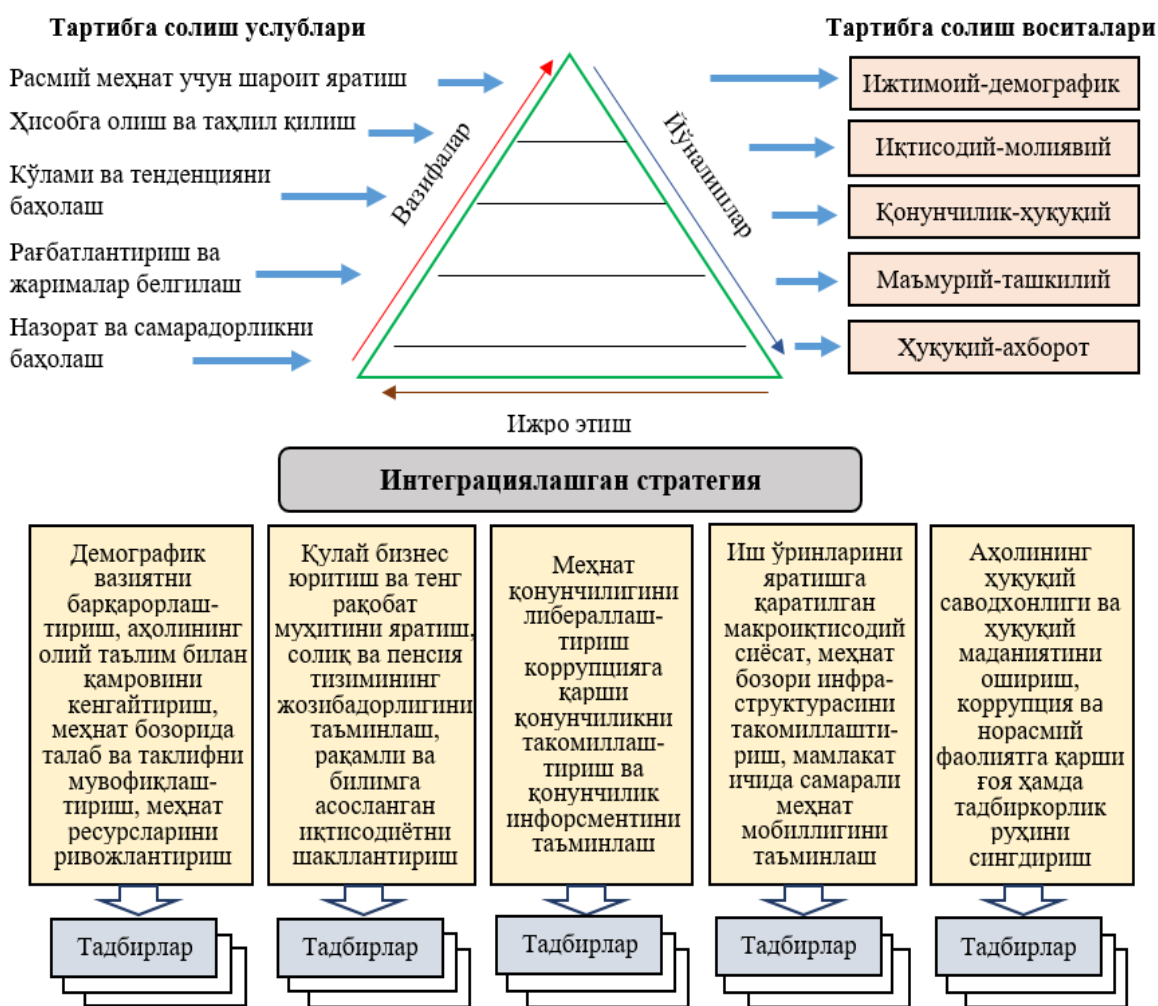 Тартибга солиш услублари
Тартибга солиш воситалари
Расмий меҳнат учун шароит яратиш
Ҳисобга олиш ва таҳлил қилиш
Кўлами ва тенденцияни
баҳолаш
Рағбатлантириш ва
жарималар белгилаш
Назорат ва самарадорликни
баҳолаш
Вазифалар
Йўналишлар
Ижтимоий-демографик
Иқтисодий-молиявий
Қонунчилик-ҳуқуқий
Маъмурий-ташкилий
Ҳуқуқий-ахборот
Ижро этиш
Интеграциялашган стратегия
Демографик
вазиятни
барқарорлаш-
тириш, аҳолининг
олий таълим билан
қамровини
кенгайтириш,
меҳнат бозорида
талаб ва таклифни
мувофиқлаш-
тириш, меҳнат
ресурсларини
ривожлантириш
Қулай бизнес
юритиш ва тенг
рақобат
муҳитини яратиш,
солиқ ва пенсия
тизимининг
жозибадорлигини
таъминлаш,
рақамли ва
билимга
асосланган
иқтисодиётни
шакллантириш
Меҳнат
қонунчилигини
либераллаш-
тириш
коррупцияга
қарши
қонунчиликни
такомиллаш-
тириш ва
қонунчилик
инфорсментини
таъминлаш
Иш ўринларини
яратишга
қаратилган
макроиқтисодий
сиёсат, меҳнат
бозори инфра-
структурасини
такомиллашти-
риш, мамлакат
ичида самарали
меҳнат
мобиллигини
таъминлаш
Аҳолининг
ҳуқуқий
саводхонлиги ва
ҳуқуқий
маданиятини
ошириш,
коррупция ва
норасмий
фаолиятга қарши
ғоя ҳамда
тадбиркорлик
руҳини
сингдириш
Тадбирлар
Тадбирлар
Тадбирлар
Тадбирлар
Тадбирлар